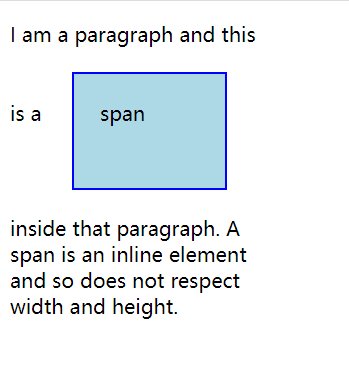 I am a paragraph and this
is a span
inside that paragraph. A
span is an inline element
and so does not respect
width and height.